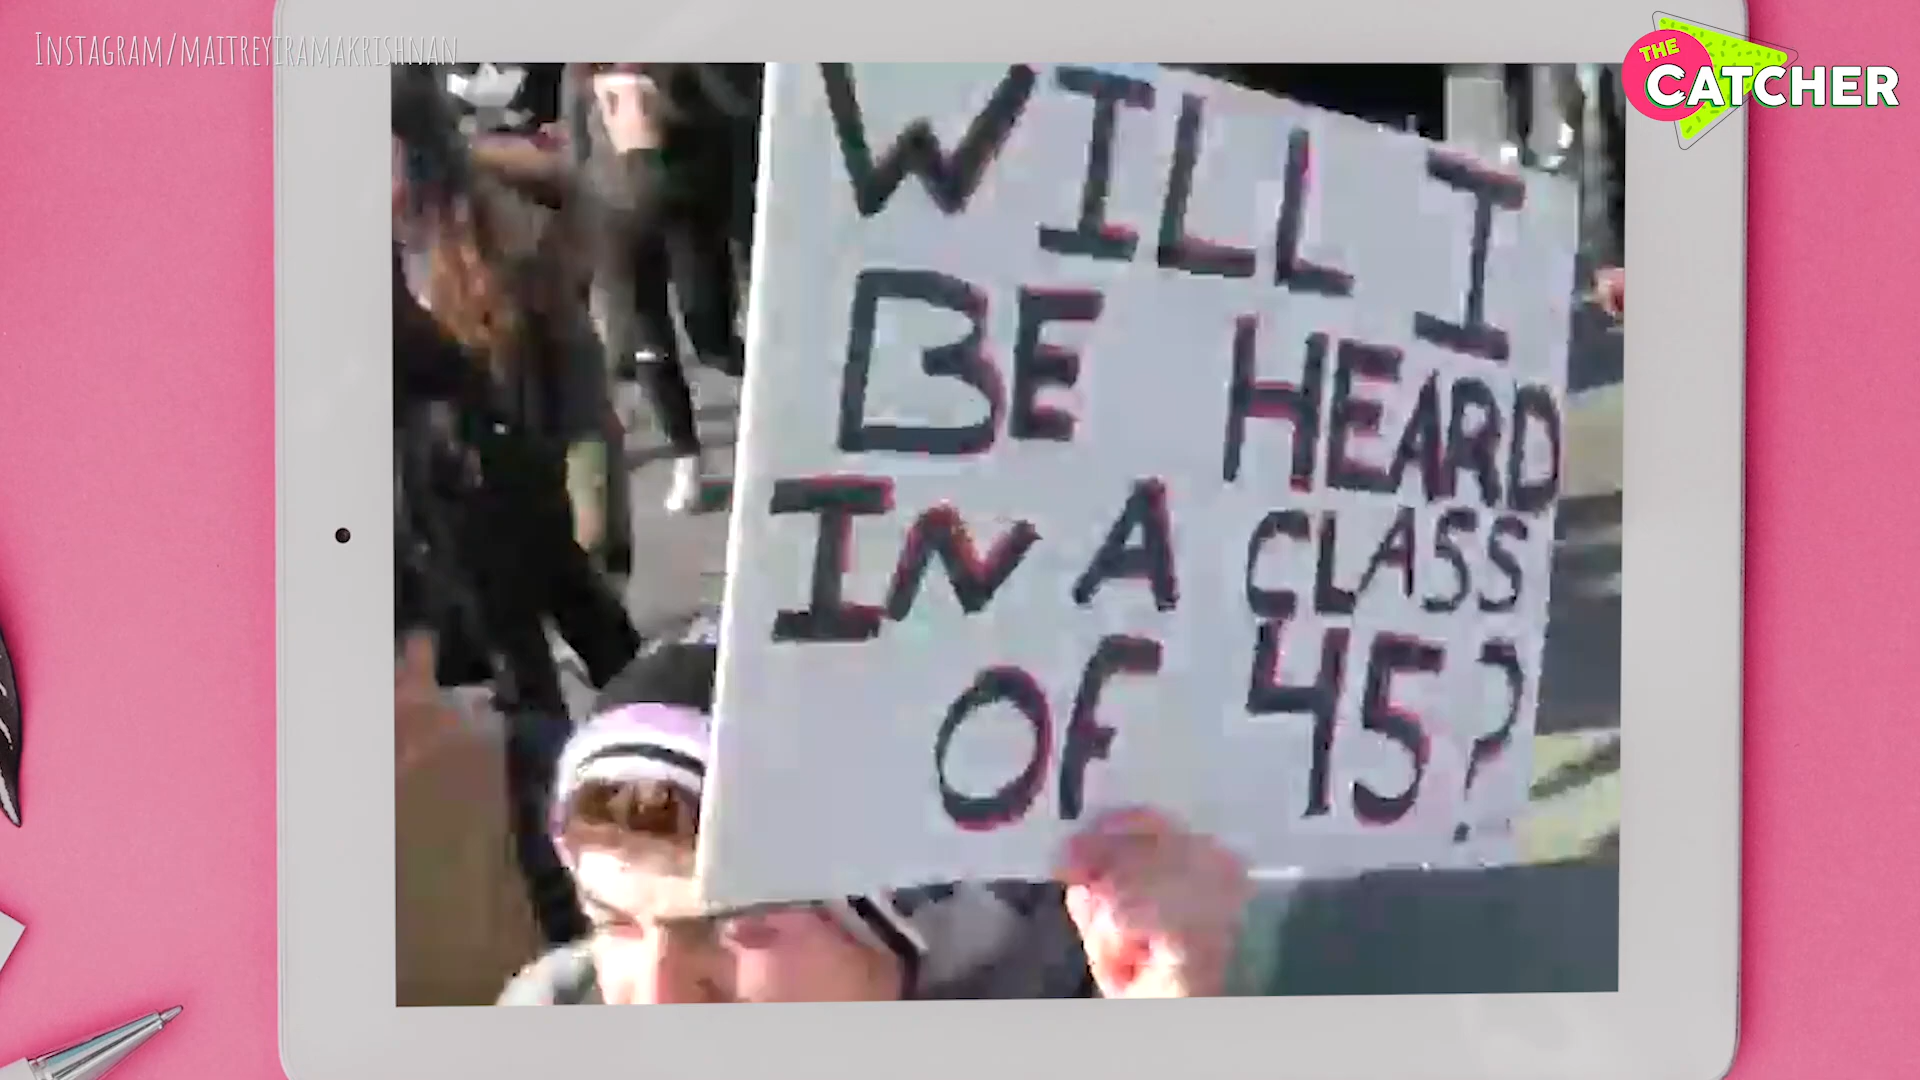 INSTAGRAM/MAITREYIRAMAKRISHNAN
THE
CATCHER
WILL I
BE HEARD
IN A CLASS
OF 45?